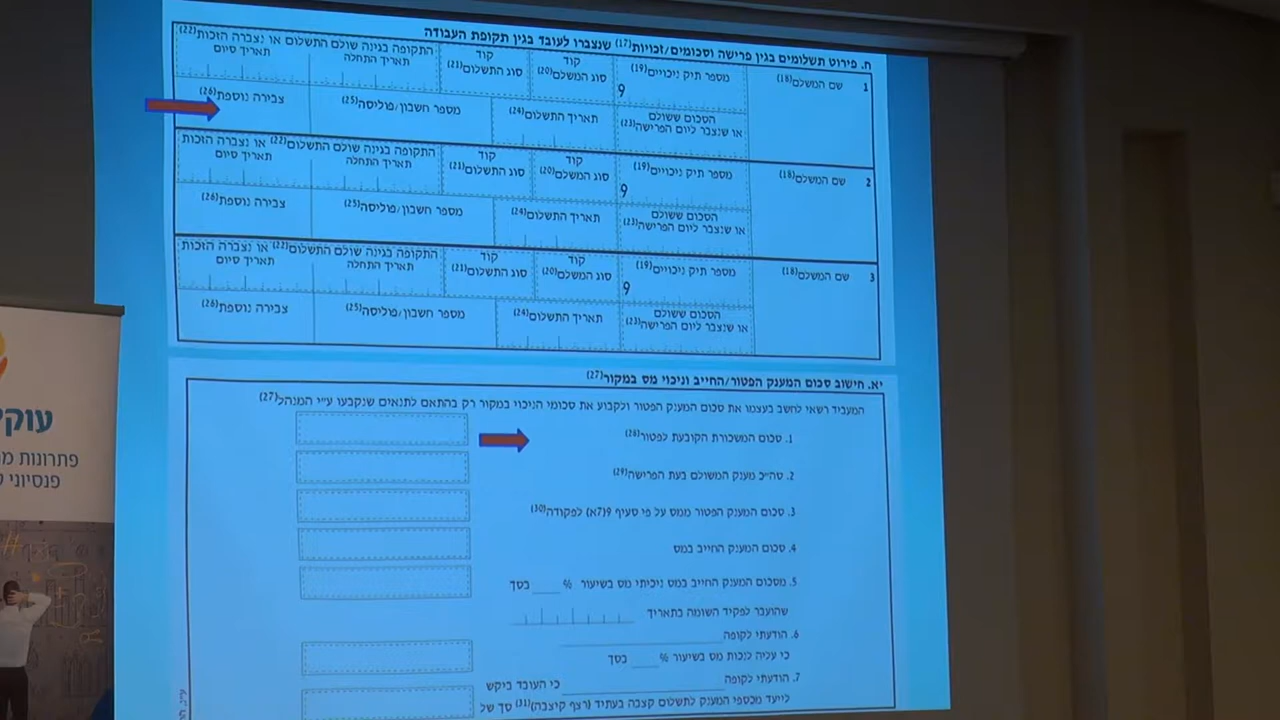 ח. פירוט תשלומים בגין פרישה וסכומים/זכויות(17) שנצברו לעובד בגין תקופת העבודה
1 שם המשלם(18) מספר תיק ניכויים(19) 9 קוד סוג המשלם(20) קוד סוג התשלום(21) התקופה בגינה שולם התשלום או נצברה הזכות(22) תאריך התחלה תאריך סיום
הסכום ששולם או שנצבר ליום הפרישה(23) תאריך התשלום(24) מספר חשבון/פוליסה(25) צבירה נוספת(26)
2 שם המשלם(18) מספר תיק ניכויים(19) 9 קוד סוג המשלם(20) קוד סוג התשלום(21) התקופה בגינה שולם התשלום(22) או נצברה הזכות תאריך התחלה תאריך סיום
הסכום ששולם או שנצבר ליום הפרישה(23) תאריך התשלום(24) מספר חשבון/פוליסה(25) צבירה נוספת(26)
3 שם המשלם(18) מספר תיק ניכויים(19) 9 קוד סוג המשלם(20) קוד סוג התשלום(21) התקופה בגינה שולם התשלום(22) או נצברה הזכות תאריך התחלה תאריך סיום
הסכום ששולם או שנצבר ליום הפרישה(23) תאריך התשלום(24) מספר חשבון/פוליסה(25) צבירה נוספת(26)
יא. חישוב סכום המענק הפטור/החייב וניכוי מס במקור(27)
המעביד רשאי לחשב בעצמו את סכום המענק הפטור ולקבוע את סכומי הניכוי במקור רק בהתאם לתנאים שנקבעו ע״י המנהל(27)
1. סכום המשכורת הקובעת לפטור(28)
2. סה״כ מענק המשולם בעת הפרישה(29)
3. סכום המענק הפטור ממס על פי סעיף 9(7א) לפקודה(30)
4. סכום המענק החייב במס
5. מסכום המענק החייב במס ניכיתי מס בשיעור ____ % בסך
שהועבר לפקיד השומה בתאריך
6. הודעתי לקופה
כי עליה לנכות מס בשיעור ____ % בסך
7. הודעתי לקופה ____ כי העובד ביקש
לייעד מכספי המענק לתשלום קצבה בעתיד (רצף קיצבה)(31) סך של
פתרונות
פנסיוני